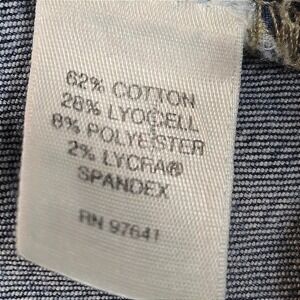 62% COTTON
28% LYOCELL
8% POLYESTER
2% LYCRA®
SPANDEX
RN 97641